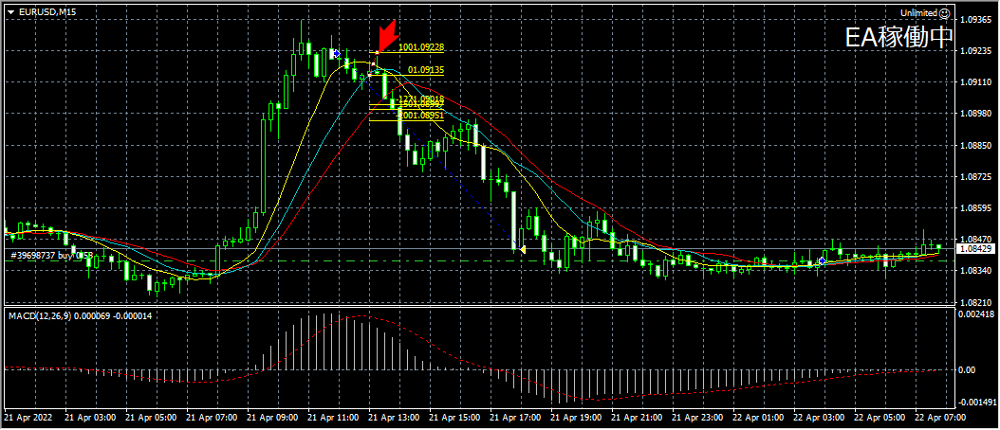 EURUSD,M15
Unlimited
EA稼働中
1.09365
1.09235
1.09110
1.08980
1.08850
1.08725
1.08595
1.08470
1.08429
1.08340
1.08210
1001.09228
01.09135
1271.09018
2001.08951
#39698737 buy 0.58
MACD(12,26,9) 0.000069 -0.000014
0.002418
0.00
-0.001491
21 Apr 2022
21 Apr 03:00
21 Apr 05:00
21 Apr 07:00
21 Apr 09:00
21 Apr 11:00
21 Apr 13:00
21 Apr 15:00
21 Apr 17:00
21 Apr 19:00
21 Apr 21:00
21 Apr 23:00
22 Apr 01:00
22 Apr 03:00
22 Apr 05:00
22 Apr 07:00